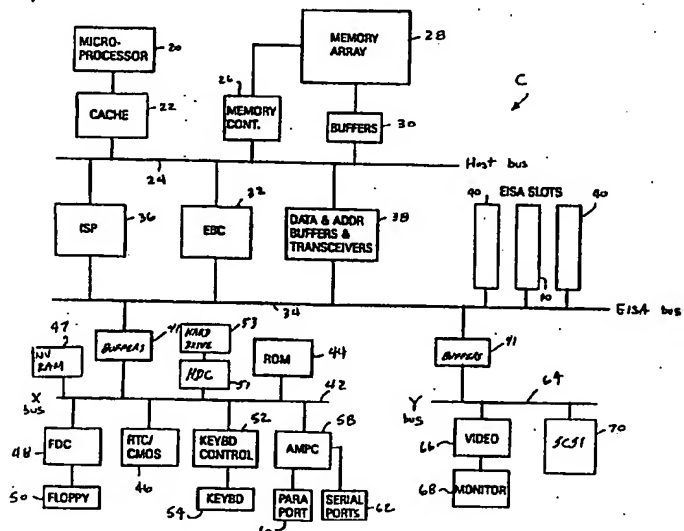 MICRO-
PROCESSOR
20
MEMORY
ARRAY
28
C
CACHE
22
26
MEMORY
CONT.
BUFFERS
30
24
Host bus
ISP
36
EBC
32
DATA & ADDR
BUFFERS &
TRANSCEIVERS
38
40
EISA SLOTS
40
40
34
EISA bus
47
NV
RAM
BUFFERS
41
HARD
DRIVE
53
HDC
51
ROM
44
BUFFERS
41
X
bus
42
Y
bus
64
48
FDC
RTC/
CMOS
46
KEYBD
CONTROL
52
AMPC
58
66
VIDEO
SCSI
70
50
FLOPPY
54
KEYBD
PARA
PORT
SERIAL
PORTS
62
68
MONITOR